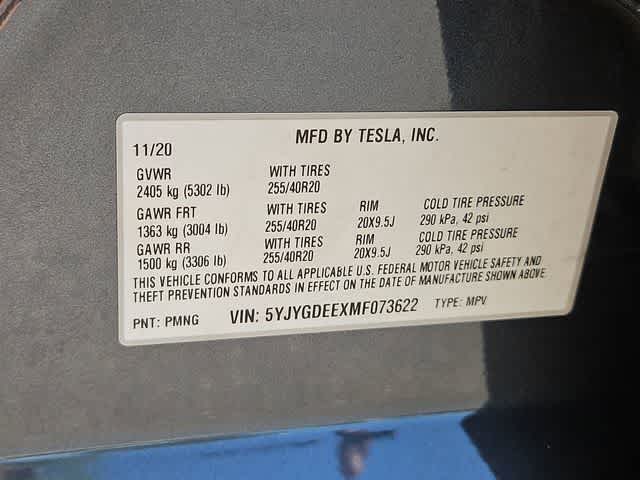 MFD BY TESLA, INC.
11/20
GVWR WITH TIRES
2405 kg (5302 lb) 255/40R20
GAWR FRT WITH TIRES RIM COLD TIRE PRESSURE
1363 kg (3004 lb) 255/40R20 20X9.5J 290 kPa, 42 psi
GAWR RR WITH TIRES RIM COLD TIRE PRESSURE
1500 kg (3306 lb) 255/40R20 20X9.5J 290 kPa, 42 psi
THIS VEHICLE CONFORMS TO ALL APPLICABLE U.S. FEDERAL MOTOR VEHICLE SAFETY AND
THEFT PREVENTION STANDARDS IN EFFECT ON THE DATE OF MANUFACTURE SHOWN ABOVE
PNT: PMNG VIN: 5YJYGDEEXMF073622 TYPE: MPV